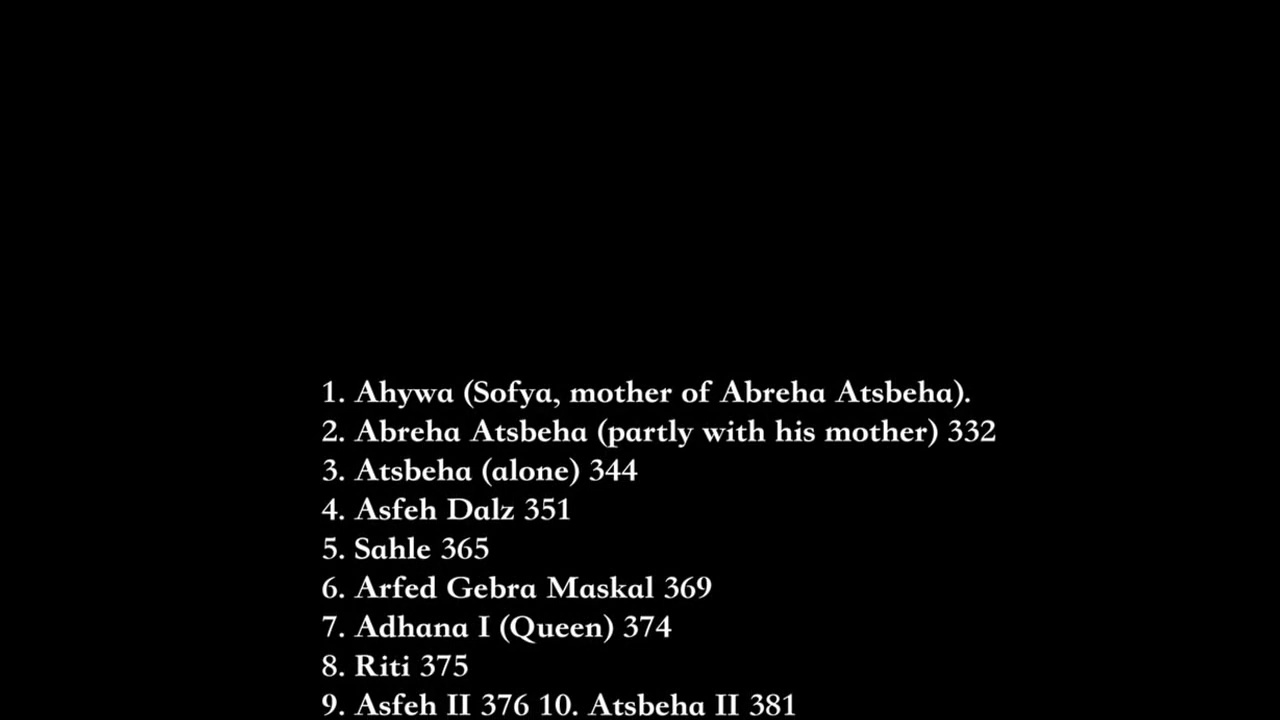 1. Ahywa (Sofya, mother of Abreha Atsbeha).
2. Abreha Atsbeha (partly with his mother) 332
3. Atsbeha (alone) 344
4. Asfeh Dalz 351
5. Sahle 365
6. Arfed Gebra Maskal 369
7. Adhana I (Queen) 374
8. Riti 375
9. Asfeh II 376 10. Atsbeha II 381